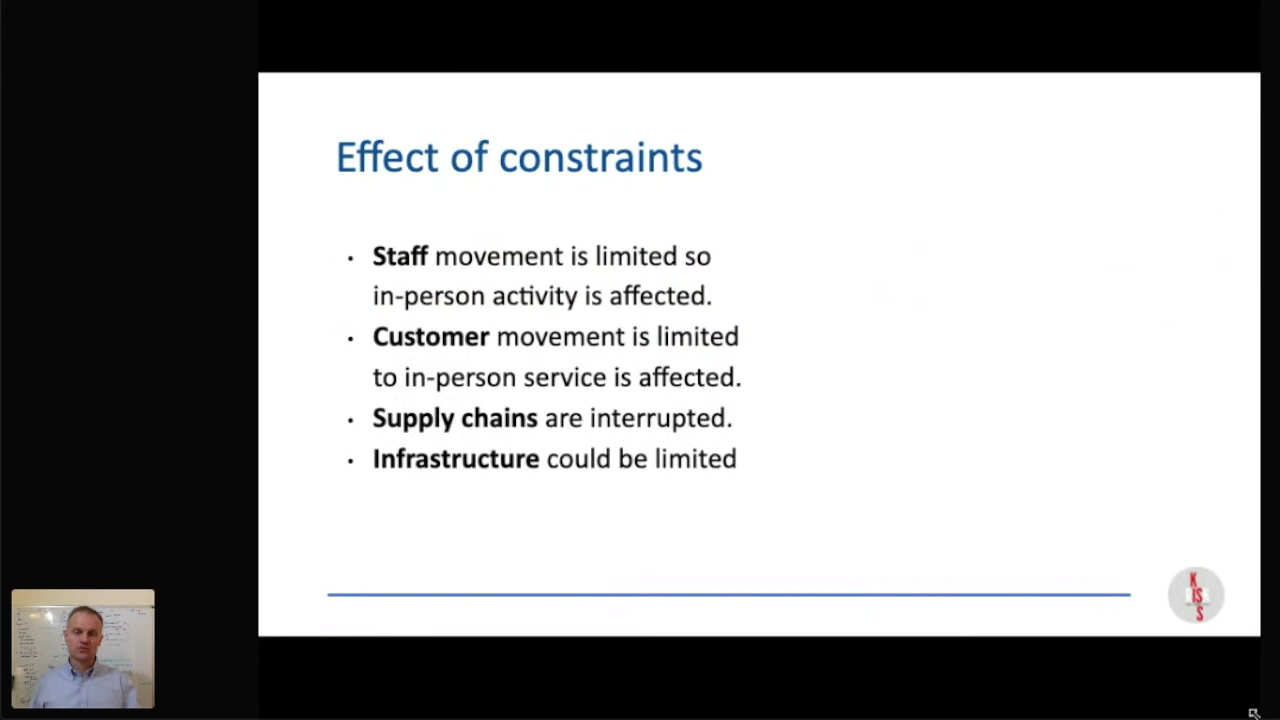 Effect of constraints
· Staff movement is limited so
in-person activity is affected.
· Customer movement is limited
to in-person service is affected.
· Supply chains are interrupted.
· Infrastructure could be limited
K
IS
S